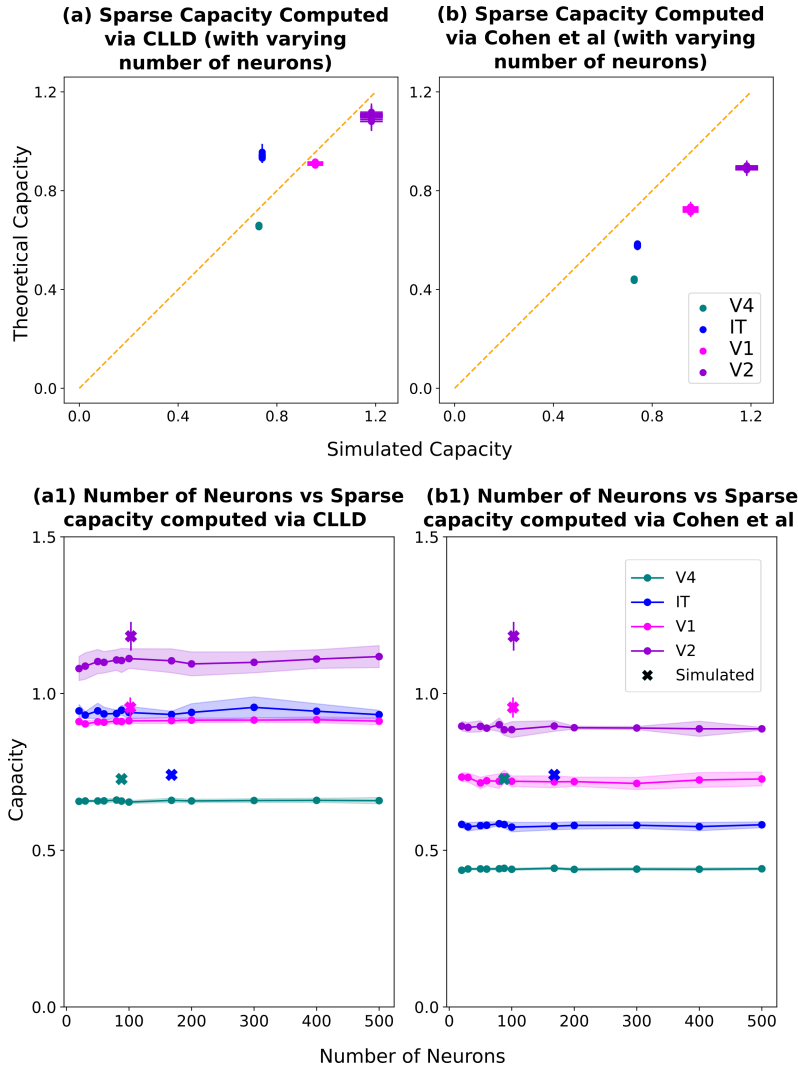 (a) Sparse Capacity Computed
via CLLD (with varying
number of neurons)
(b) Sparse Capacity Computed
via Cohen et al (with varying
number of neurons)
Theoretical Capacity
1.2
0.8
0.4
0.0
0.0 0.4 0.8 1.2
1.2
0.8
0.4
0.0
0.0 0.4 0.8 1.2
V4
IT
V1
V2
Simulated Capacity
(a1) Number of Neurons vs Sparse
capacity computed via CLLD
(b1) Number of Neurons vs Sparse
capacity computed via Cohen et al
Capacity
1.5
1.0
0.5
0.0
0 100 200 300 400 500
1.5
1.0
0.5
0.0
0 100 200 300 400 500
V4
IT
V1
V2
Simulated
Number of Neurons